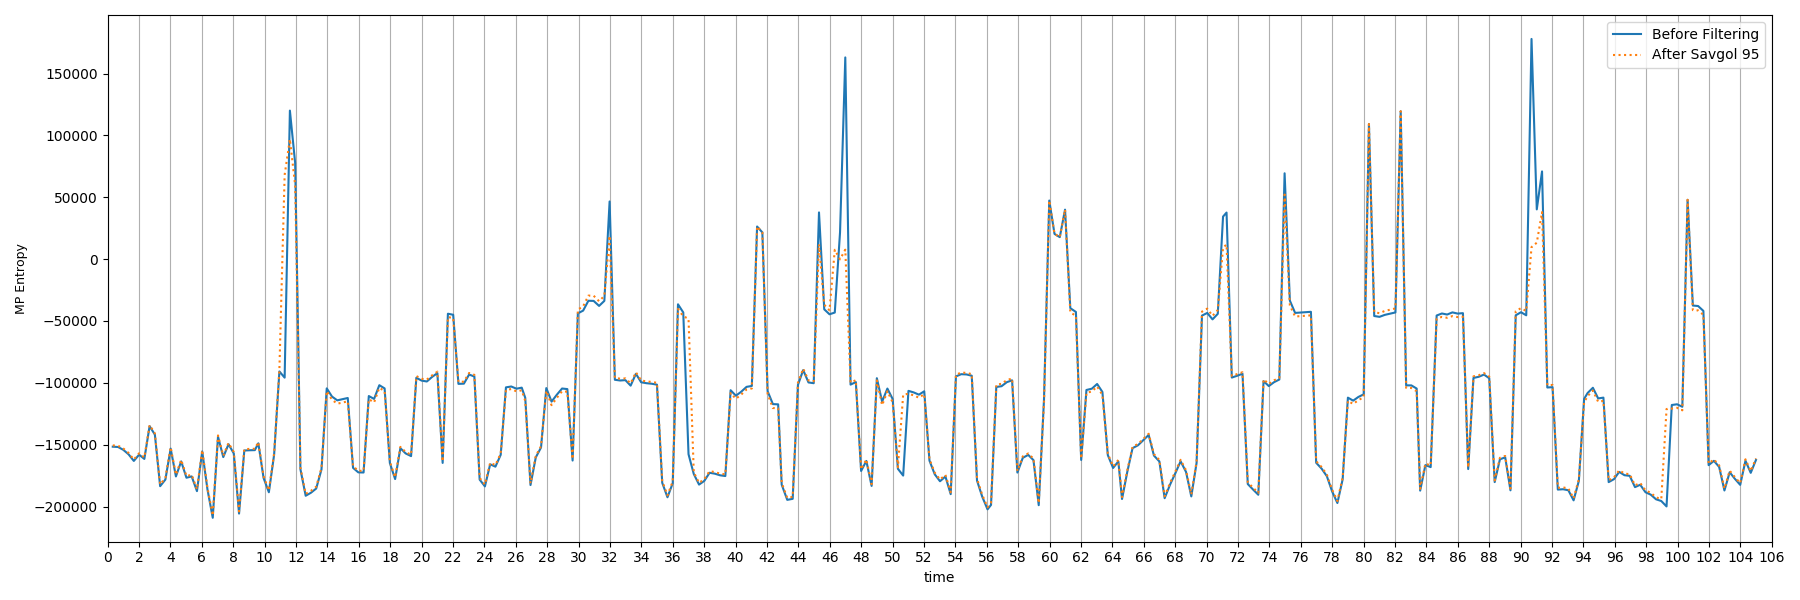 Before Filtering
After Savgol 95
150000
100000
50000
0
−50000
−100000
−150000
−200000
MP Entropy
0 2 4 6 8 10 12 14 16 18 20 22 24 26 28 30 32 34 36 38 40 42 44 46 48 50 52 54 56 58 60 62 64 66 68 70 72 74 76 78 80 82 84 86 88 90 92 94 96 98 100 102 104 106
time